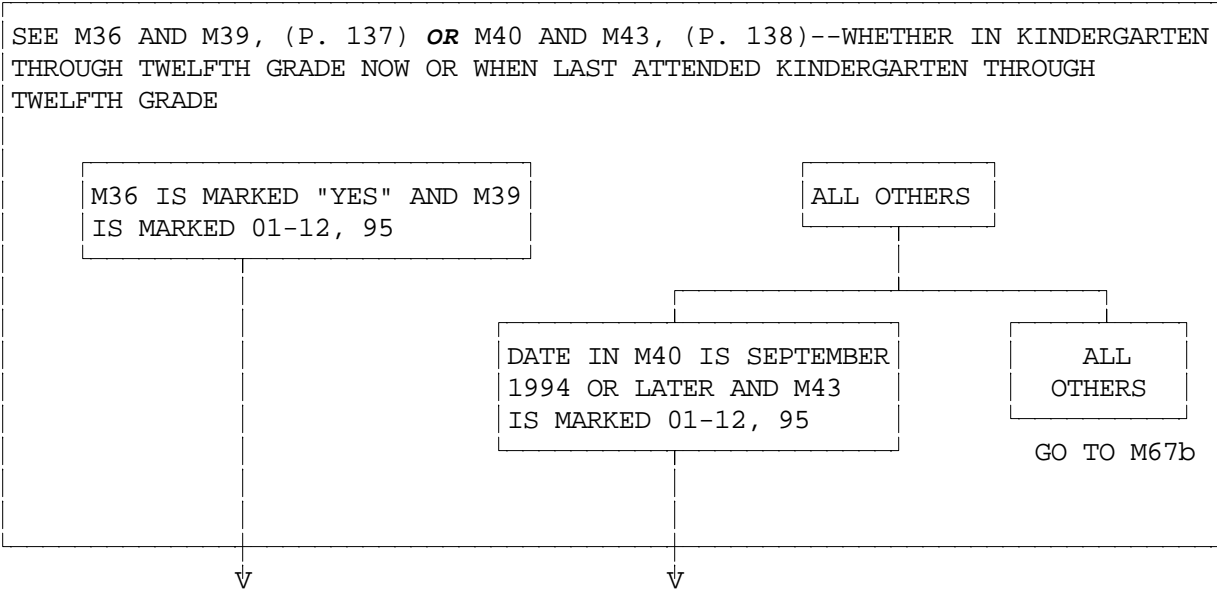 SEE M36 AND M39, (P. 137) OR M40 AND M43, (P. 138)--WHETHER IN KINDERGARTEN
THROUGH TWELFTH GRADE NOW OR WHEN LAST ATTENDED KINDERGARTEN THROUGH
TWELFTH GRADE
M36 IS MARKED "YES" AND M39
IS MARKED 01-12, 95
ALL OTHERS
DATE IN M40 IS SEPTEMBER
1994 OR LATER AND M43
IS MARKED 01-12, 95
ALL
OTHERS
GO TO M67b